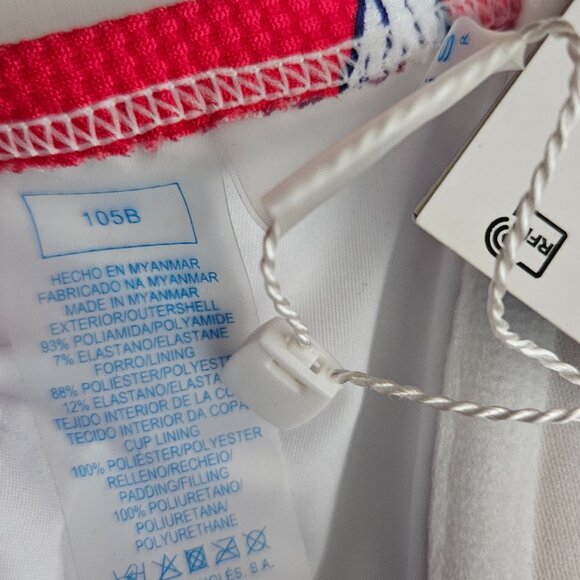 105B
HECHO EN MYANMAR
FABRICADO NA MYANMAR
MADE IN MYANMAR
EXTERIOR/OUTERSHELL
93% POLIAMIDA/POLYAMIDE
7% ELASTANO/ELASTANE
FORRO/LINING
88% POLIÉSTER/POLYESTER
12% ELASTANO/ELASTA
TEJIDO INTERIOR DE LA COPA
TECIDO INTERIOR DA COPA
CUP LINING
100% POLIÉSTER/POLYESTER
RELLENO/RECHEIO/
PADDING/FILLING
100% POLIURETANO/
POLIURETANA/
POLYURETHANE
GLÉS, S.A.